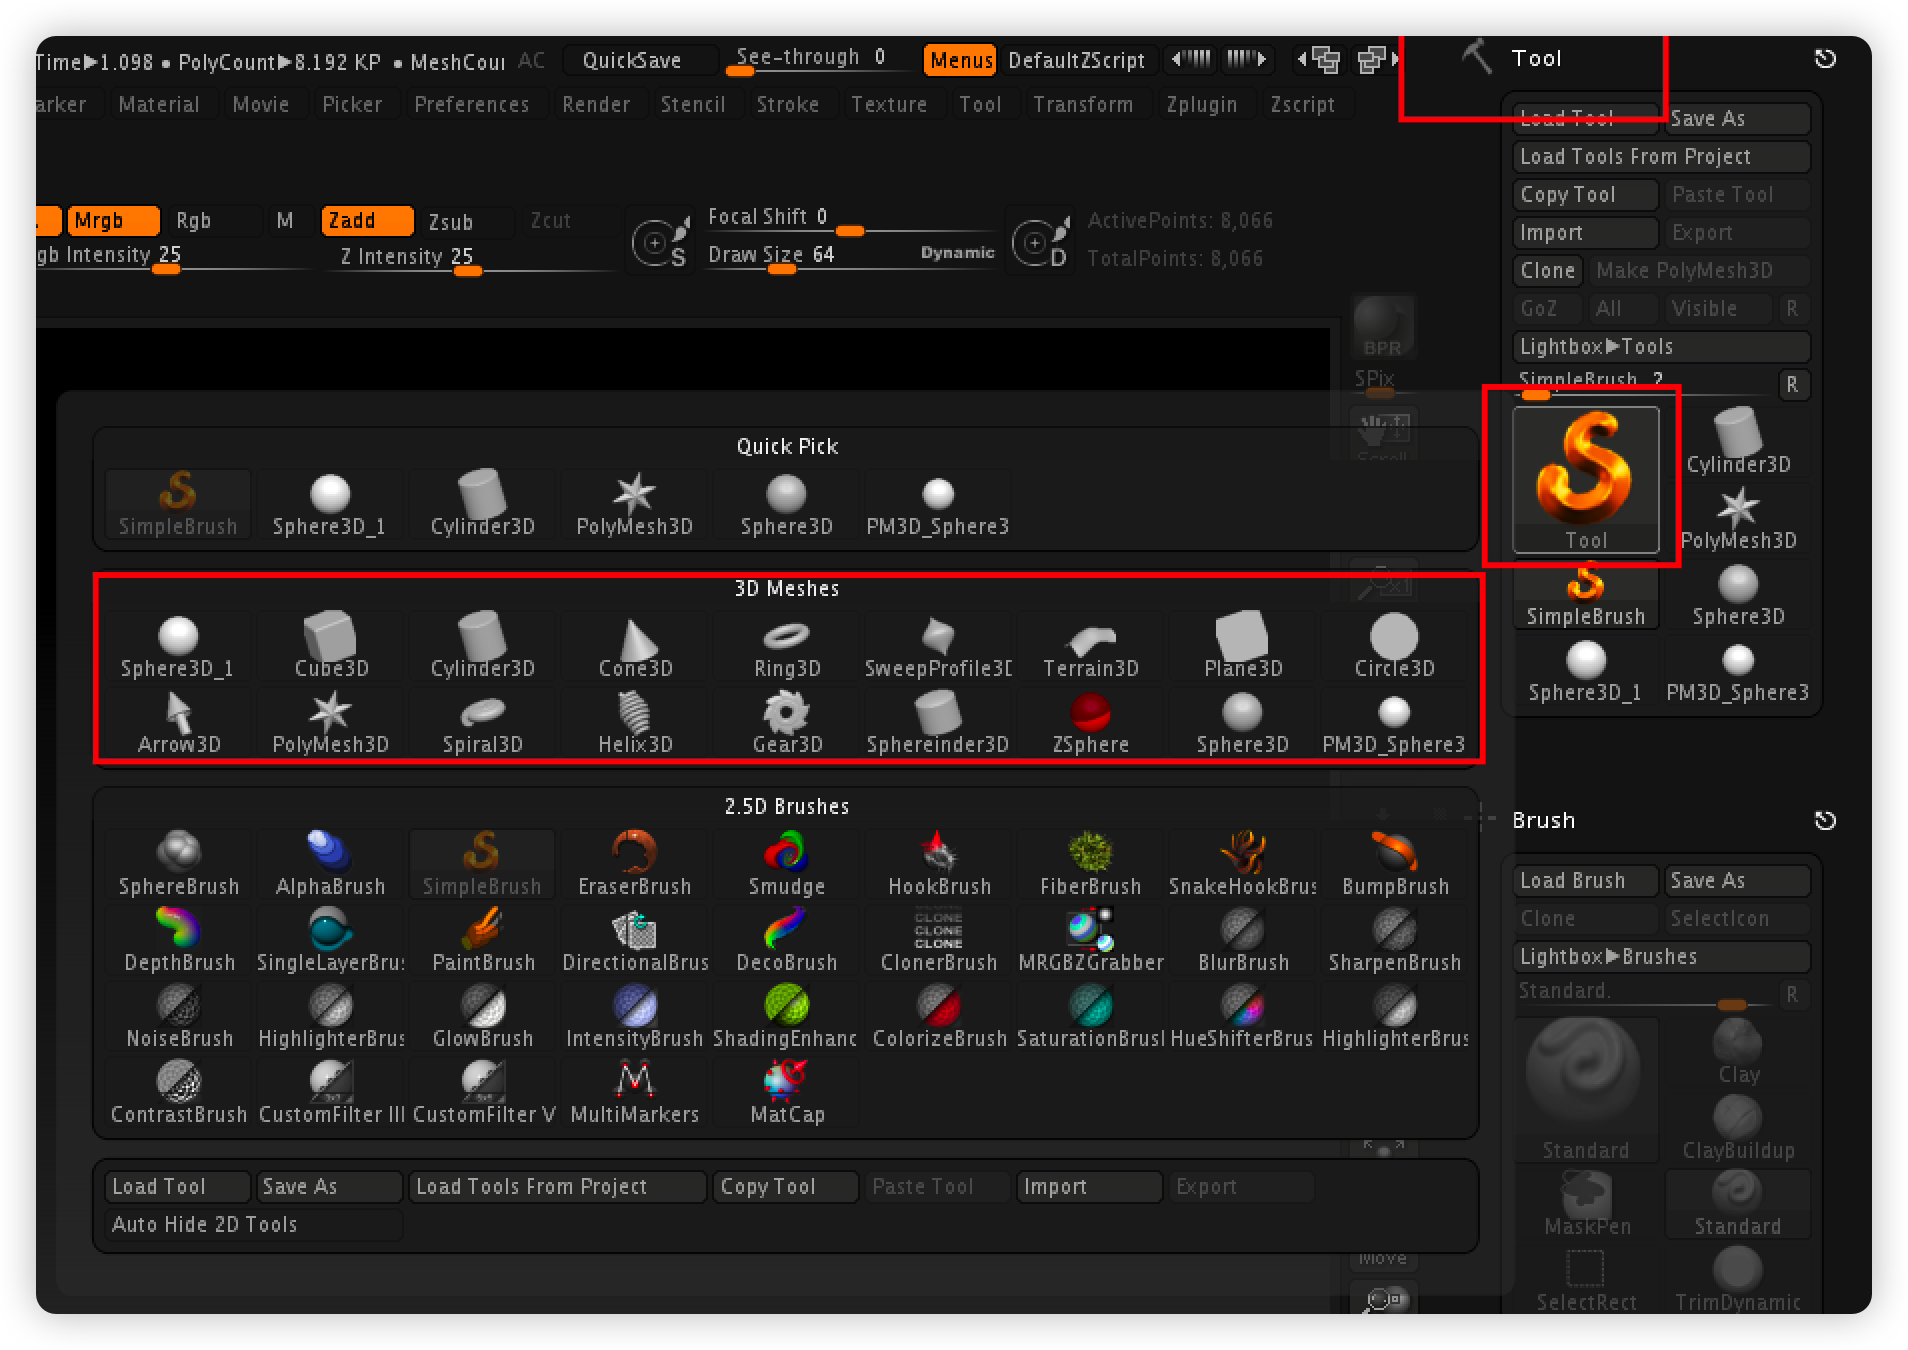 Time▶1.098 • PolyCount▶8.192 KP • MeshCou AC QuickSave See-through 0 Menus DefaultZScript
arker Material Movie Picker Preferences Render Stencil Stroke Texture Tool Transform Zplugin Zscript
Mrgb Rgb M Zadd Zsub Zcut
gb Intensity 25 Z Intensity 25
S
Focal Shift 0
Draw Size 64 Dynamic
D
ActivePoints: 8,066
TotalPoints: 8,066
BPR
SPix
Scroll
Quick Pick
SimpleBrush Sphere3D_1 Cylinder3D PolyMesh3D Sphere3D PM3D_Sphere3
3D Meshes
Sphere3D_1 Cube3D Cylinder3D Cone3D Ring3D SweepProfile3D Terrain3D Plane3D Circle3D
Arrow3D PolyMesh3D Spiral3D Helix3D Gear3D Sphereinder3D ZSphere Sphere3D PM3D_Sphere3
2.5D Brushes
SphereBrush AlphaBrush SimpleBrush EraserBrush Smudge HookBrush FiberBrush SnakeHookBrus BumpBrush
CLONE
CLONE
CLONE
DepthBrush SingleLayerBrus PaintBrush DirectionalBrus DecoBrush ClonerBrush MRGBZGrabber BlurBrush SharpenBrush
NoiseBrush HighlighterBrus GlowBrush IntensityBrush ShadingEnhanc ColorizeBrush SaturationBrusl HueShifterBrus HighlighterBrus
ContrastBrush CustomFilter III CustomFilter V MultiMarkers MatCap
Load Tool Save As Load Tools From Project Copy Tool Paste Tool Import Export
Auto Hide 2D Tools
Move
Tool
Load Tool Save As
Load Tools From Project
Copy Tool Paste Tool
Import Export
Clone Make PolyMesh3D
GoZ All Visible R
Lightbox▶Tools
SimpleBrush. 2 R
Tool Cylinder3D
PolyMesh3D
SimpleBrush Sphere3D
Sphere3D_1 PM3D_Sphere3
Brush
Load Brush Save As
Clone SelectIcon
Lightbox▶Brushes
Standard. R
Clay
Standard ClayBuildup
MaskPen Standard
SelectRect TrimDynamic